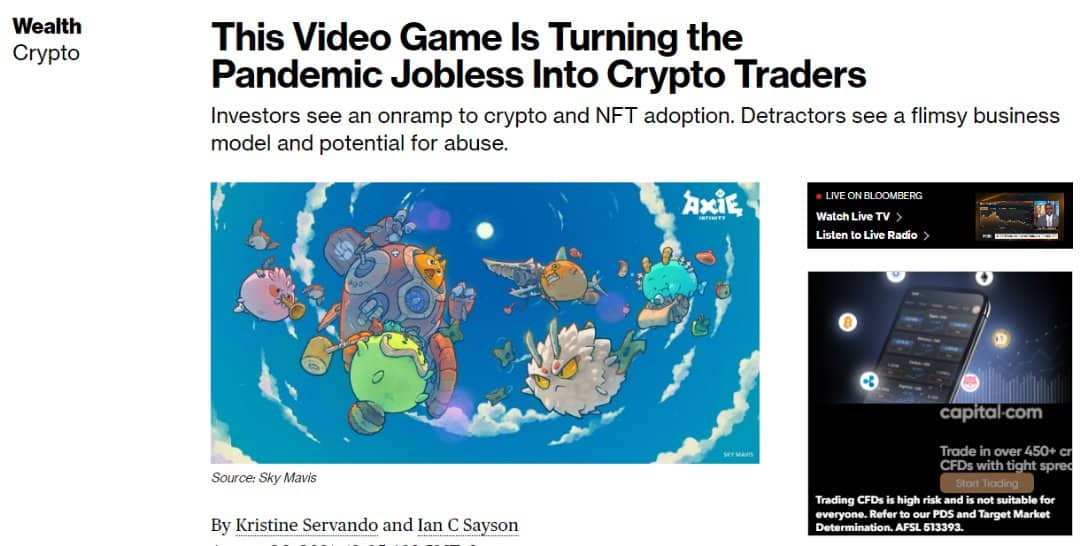 Wealth
Crypto
This Video Game Is Turning the
Pandemic Jobless Into Crypto Traders
Investors see an onramp to crypto and NFT adoption. Detractors see a flimsy business
model and potential for abuse.
AXIE
INFINITY
SKY MAVIS
Source: Sky Mavis
By Kristine Servando and Ian C Sayson
LIVE ON BLOOMBERG
Watch Live TV
Listen to Live Radio
capital.com
Trade in over 450+ cr
CFDs with tight spre
Start Trading
Trading CFDs is high risk and is not suitable for
everyone. Refer to our PDS and Target Market
Determination. AFSL 513393.